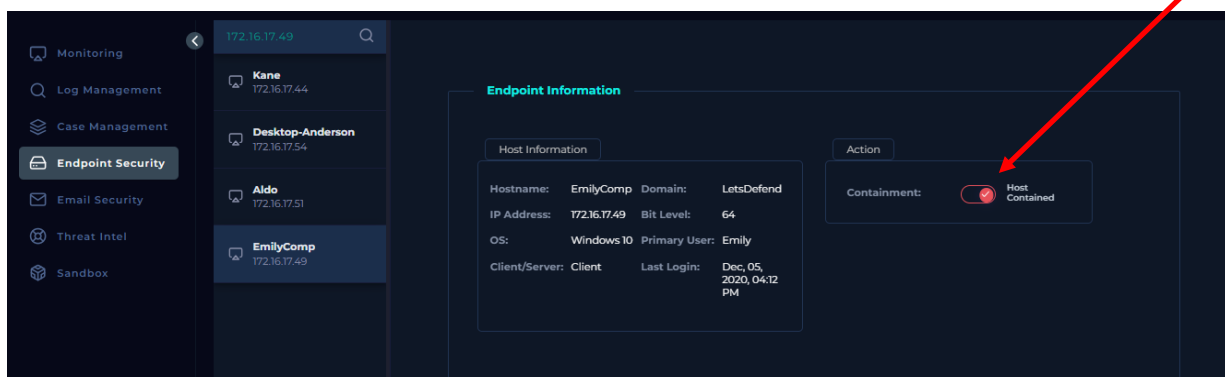 Monitoring
Log Management
Case Management
Endpoint Security
Email Security
Threat Intel
Sandbox
172.16.17.49
Kane
172.16.17.44
Desktop-Anderson
172.16.17.54
Aldo
172.16.17.51
EmilyComp
172.16.17.49
Endpoint Information
Host Information
Hostname: EmilyComp Domain: LetsDefend
IP Address: 172.16.17.49 Bit Level: 64
OS: Windows 10 Primary User: Emily
Client/Server: Client Last Login: Dec, 05,
2020, 04:12
PM
Action
Containment: Host
Contained